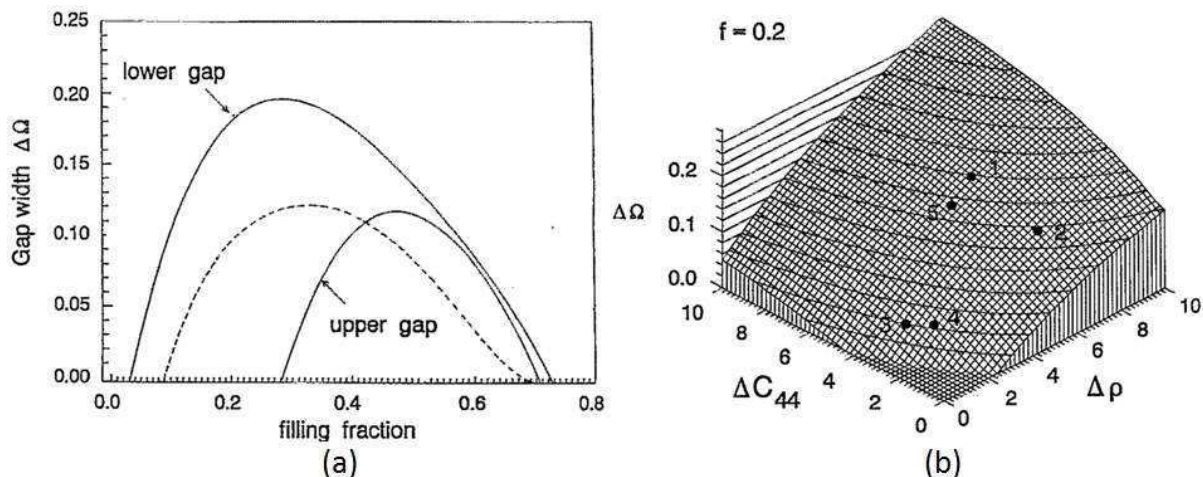 0.25
0.20
0.15
0.10
0.05
0.00
Gap width ΔΩ
lower gap
upper gap
0.0 0.2 0.4 0.6 0.8
filling fraction
(a)
f = 0.2
ΔΩ
0.2
0.1
0.0
10
8
6
4
2
0
ΔC44
0
2
4
6
8
10
Δρ
1
5
2
3
4
(b)